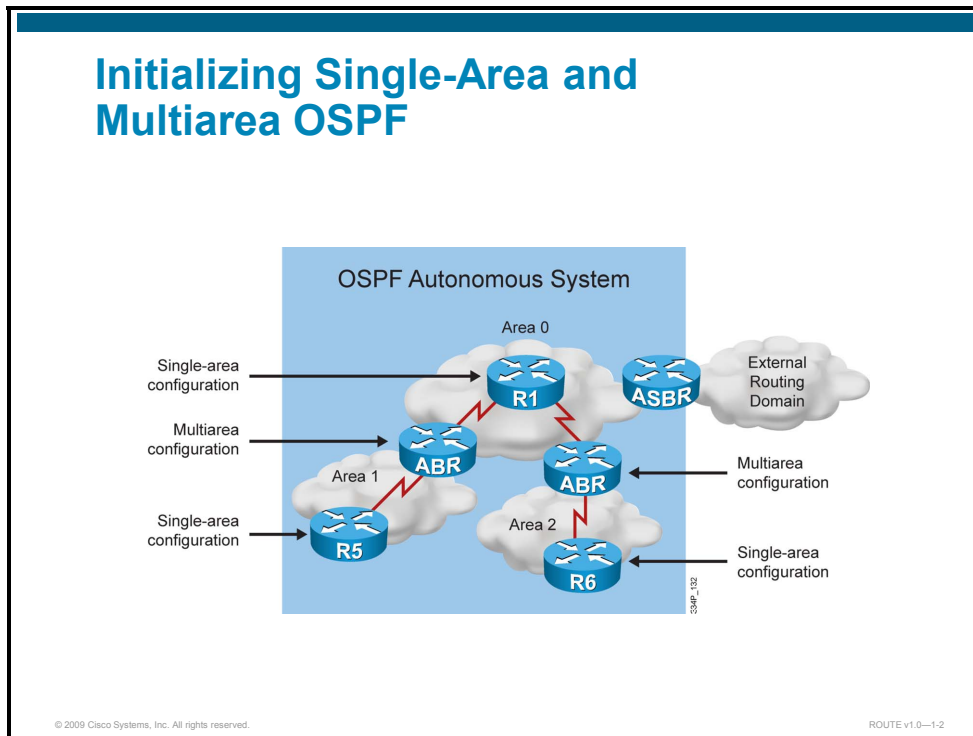 Initializing Single-Area and
Multiarea OSPF
OSPF Autonomous System
Area 0
Single-area
configuration
R1
ASBR
External
Routing
Domain
Multiarea
configuration
ABR
ABR
Multiarea
configuration
Area 1
Single-area
configuration
R5
Area 2
R6
Single-area
configuration
334P_132
© 2009 Cisco Systems, Inc. All rights reserved.
ROUTE v1.0—1-2